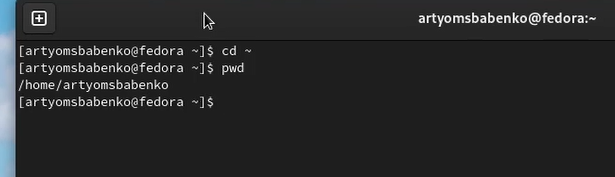 artyomsbabenko@fedora:~
[artyomsbabenko@fedora ~]$ cd ~
[artyomsbabenko@fedora ~]$ pwd
/home/artyomsbabenko
[artyomsbabenko@fedora ~]$